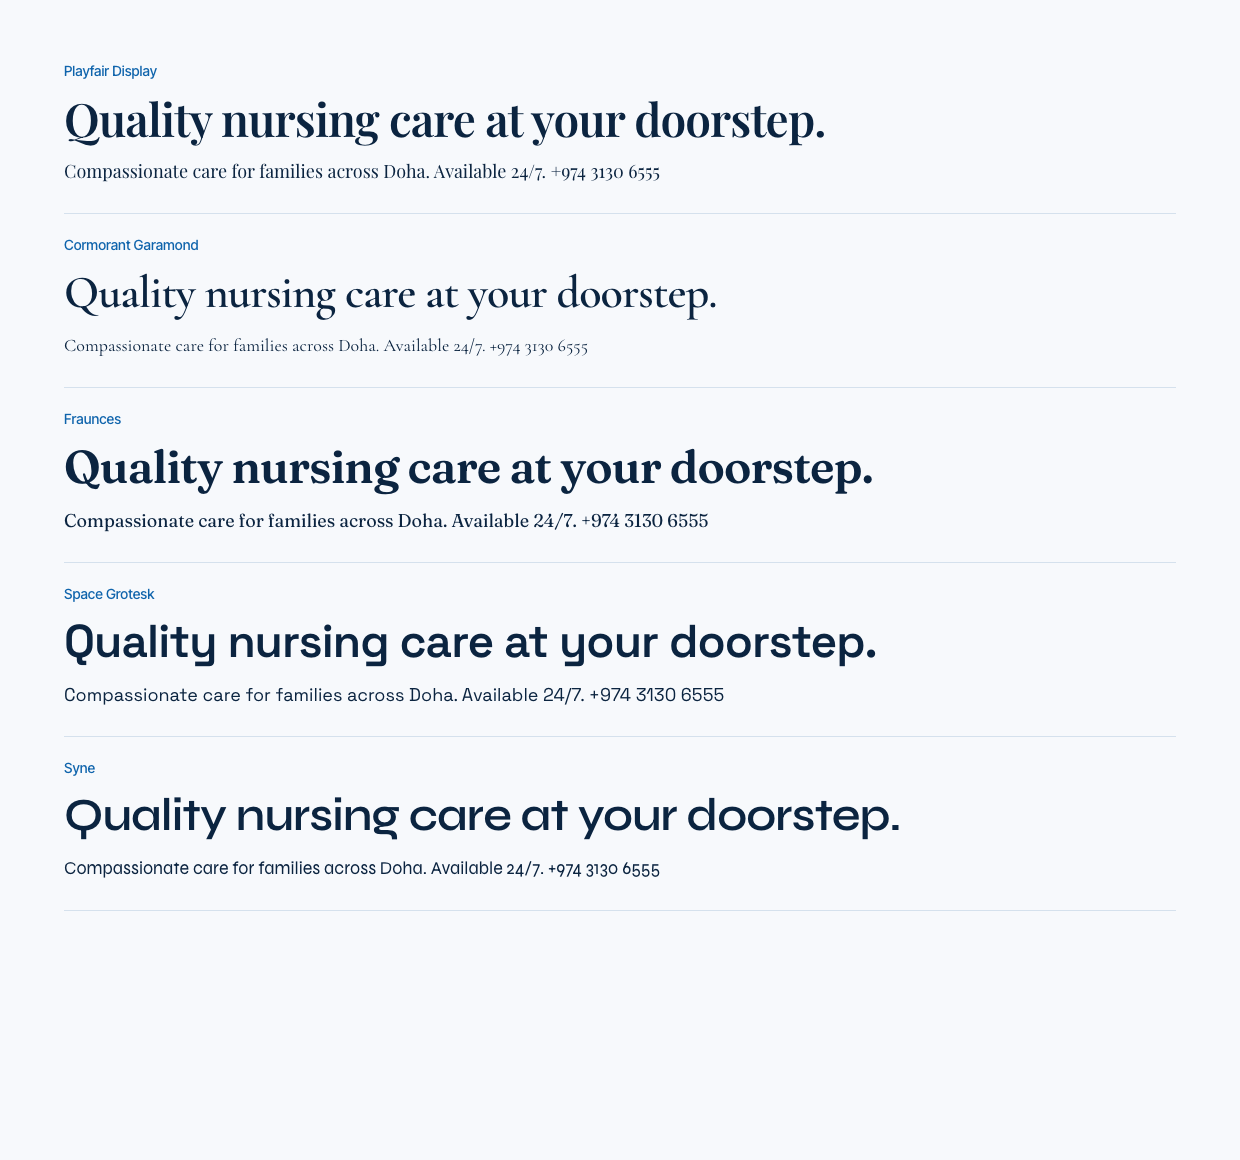 Playfair Display
Quality nursing care at your doorstep.
Compassionate care for families across Doha. Available 24/7. +974 3130 6555
Cormorant Garamond
Quality nursing care at your doorstep.
Compassionate care for families across Doha. Available 24/7. +974 3130 6555
Fraunces
Quality nursing care at your doorstep.
Compassionate care for families across Doha. Available 24/7. +974 3130 6555
Space Grotesk
Quality nursing care at your doorstep.
Compassionate care for families across Doha. Available 24/7. +974 3130 6555
Syne
Quality nursing care at your doorstep.
Compassionate care for families across Doha. Available 24/7. +974 3130 6555